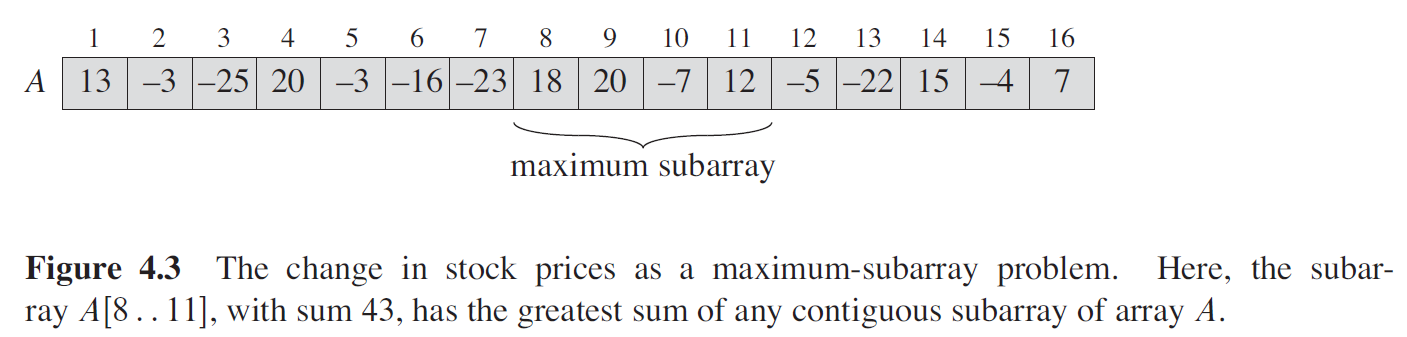 1 2 3 4 5 6 7 8 9 10 11 12 13 14 15 16
A 13 –3 –25 20 –3 –16 –23 18 20 –7 12 –5 –22 15 –4 7
maximum subarray
Figure 4.3 The change in stock prices as a maximum-subarray problem. Here, the subar-
ray A[8 . . 11], with sum 43, has the greatest sum of any contiguous subarray of array A.